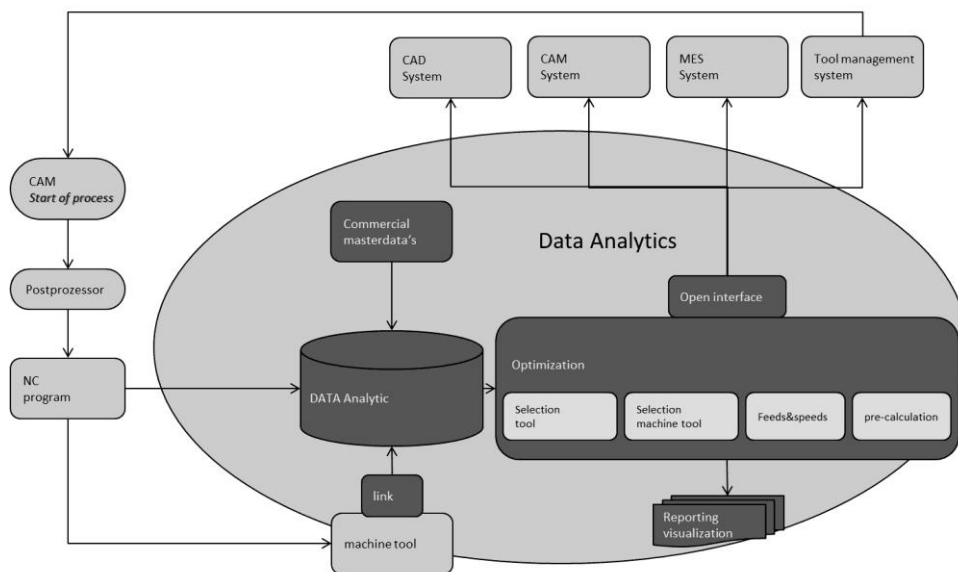 CAD
System
CAM
System
MES
System
Tool management
system
CAM
Start of process
Commercial
masterdata's
Data Analytics
Postprozessor
Open interface
NC
program
DATA Analytic
Optimization
Selection
tool
Selection
machine tool
Feeds&speeds
pre-calculation
link
machine tool
Reporting
visualization